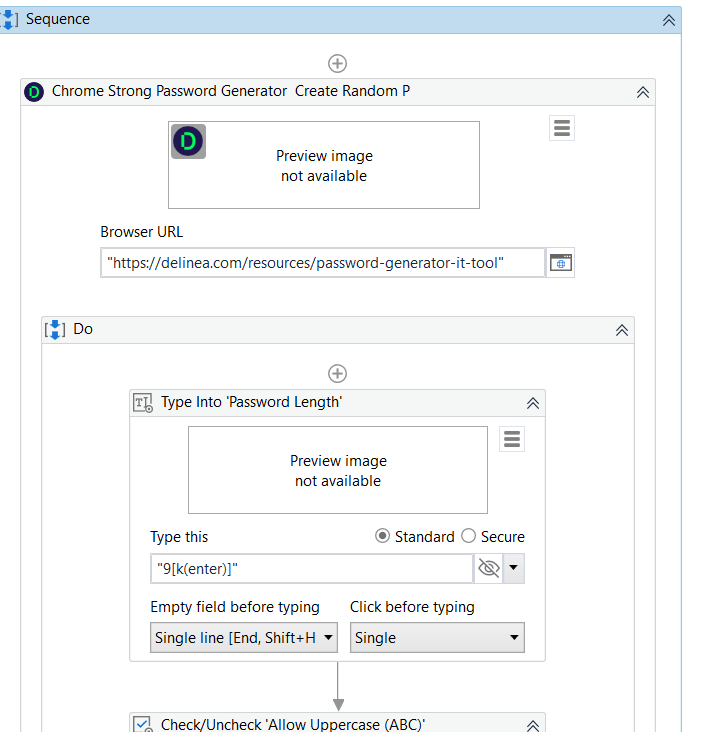 Sequence
Chrome Strong Password Generator  Create Random P
Preview image
not available
Browser URL
"https://delinea.com/resources/password-generator-it-tool"
Do
Type Into 'Password Length'
Preview image
not available
Type this
Standard
Secure
"9[k(enter)]"
Empty field before typing
Click before typing
Single line [End, Shift+H
Single
Check/Uncheck 'Allow Uppercase (ABC)'